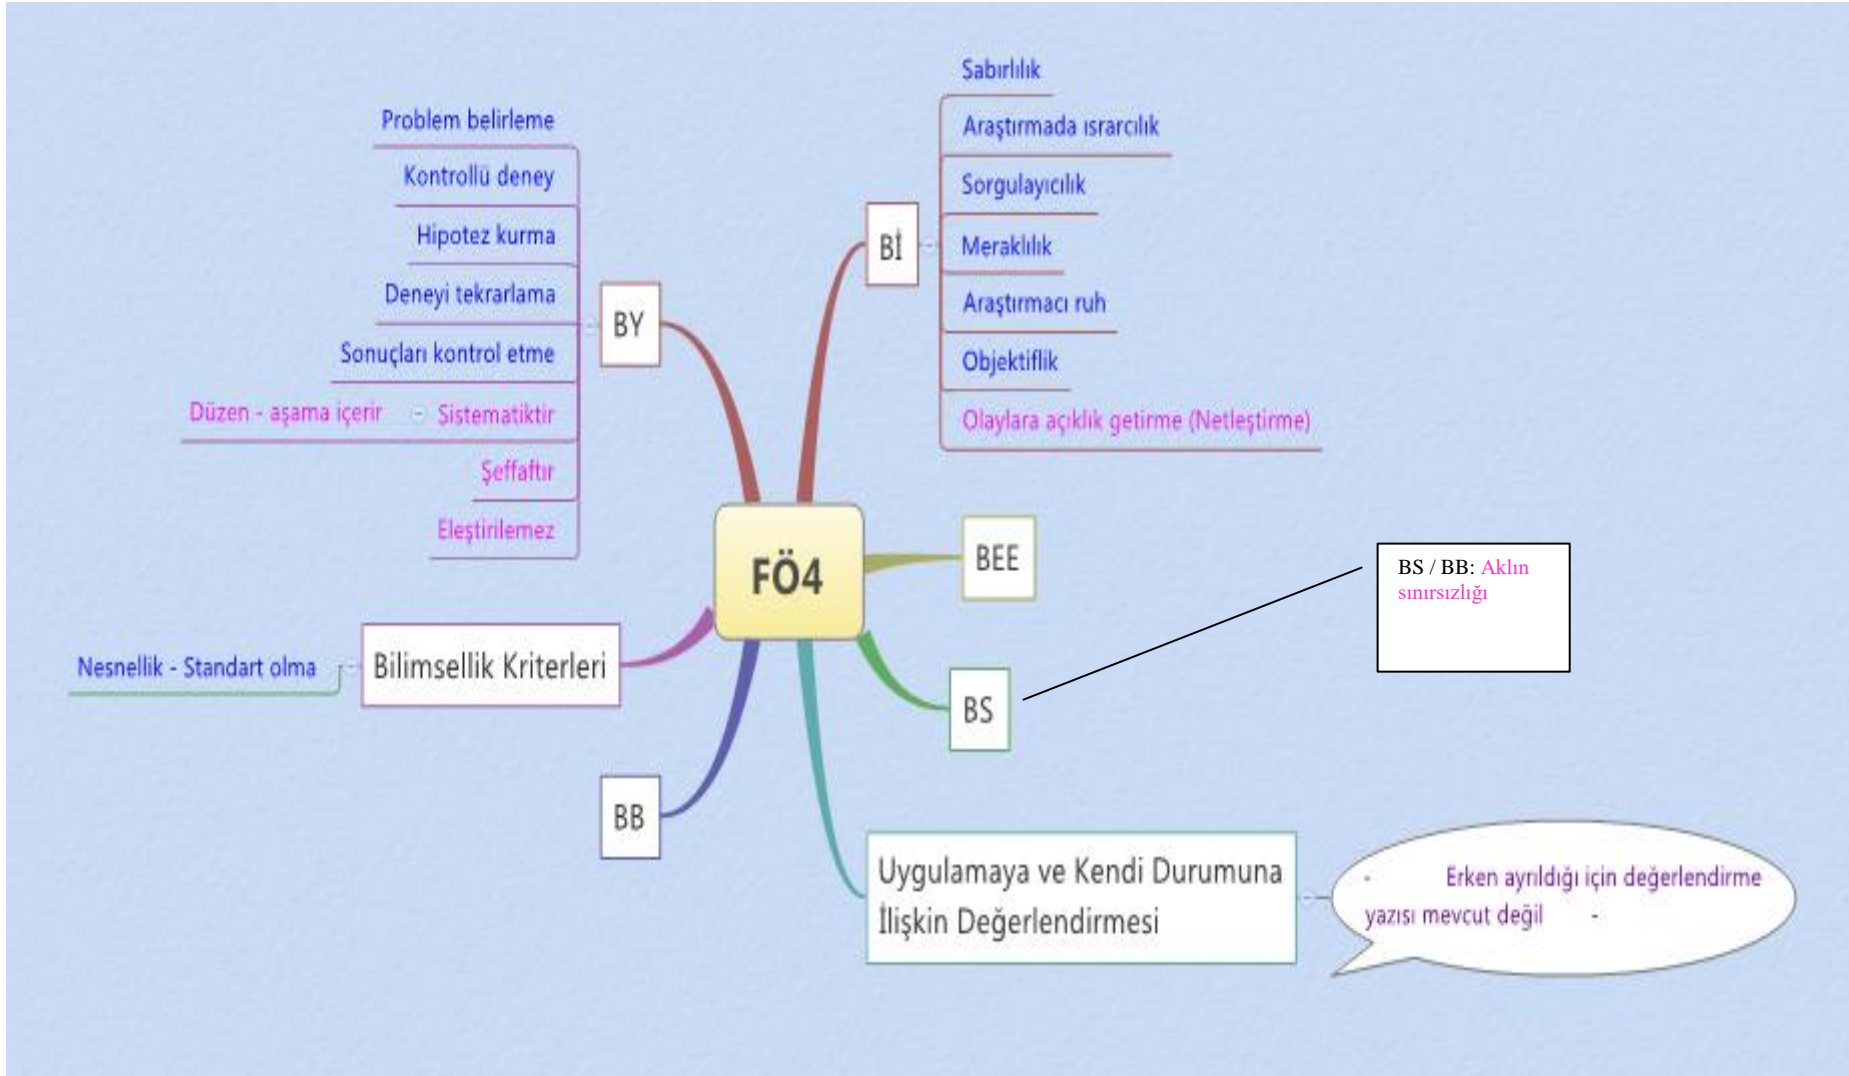 Problem belirleme
Kontrollü deney
Hipotez kurma
Deneyi tekrarlama
Sonuçları kontrol etme
Düzen - aşama içerir
Sistematiktir
Şeffaftır
Eleştirilemez
BY
Bİ
Sabırlılık
Araştırmada ısrarcılık
Sorgulayıcılık
Meraklılık
Araştırmacı ruh
Objektiflik
Olaylara açıklık getirme (Netleştirme)
FÖ4
BEE
BS / BB: Aklın
sınırsızlığı
Nesnellik - Standart olma
Bilimsellik Kriterleri
BS
BB
Uygulamaya ve Kendi Durumuna
İlişkin Değerlendirmesi
- Erken ayrıldığı için değerlendirme
yazısı mevcut değil -